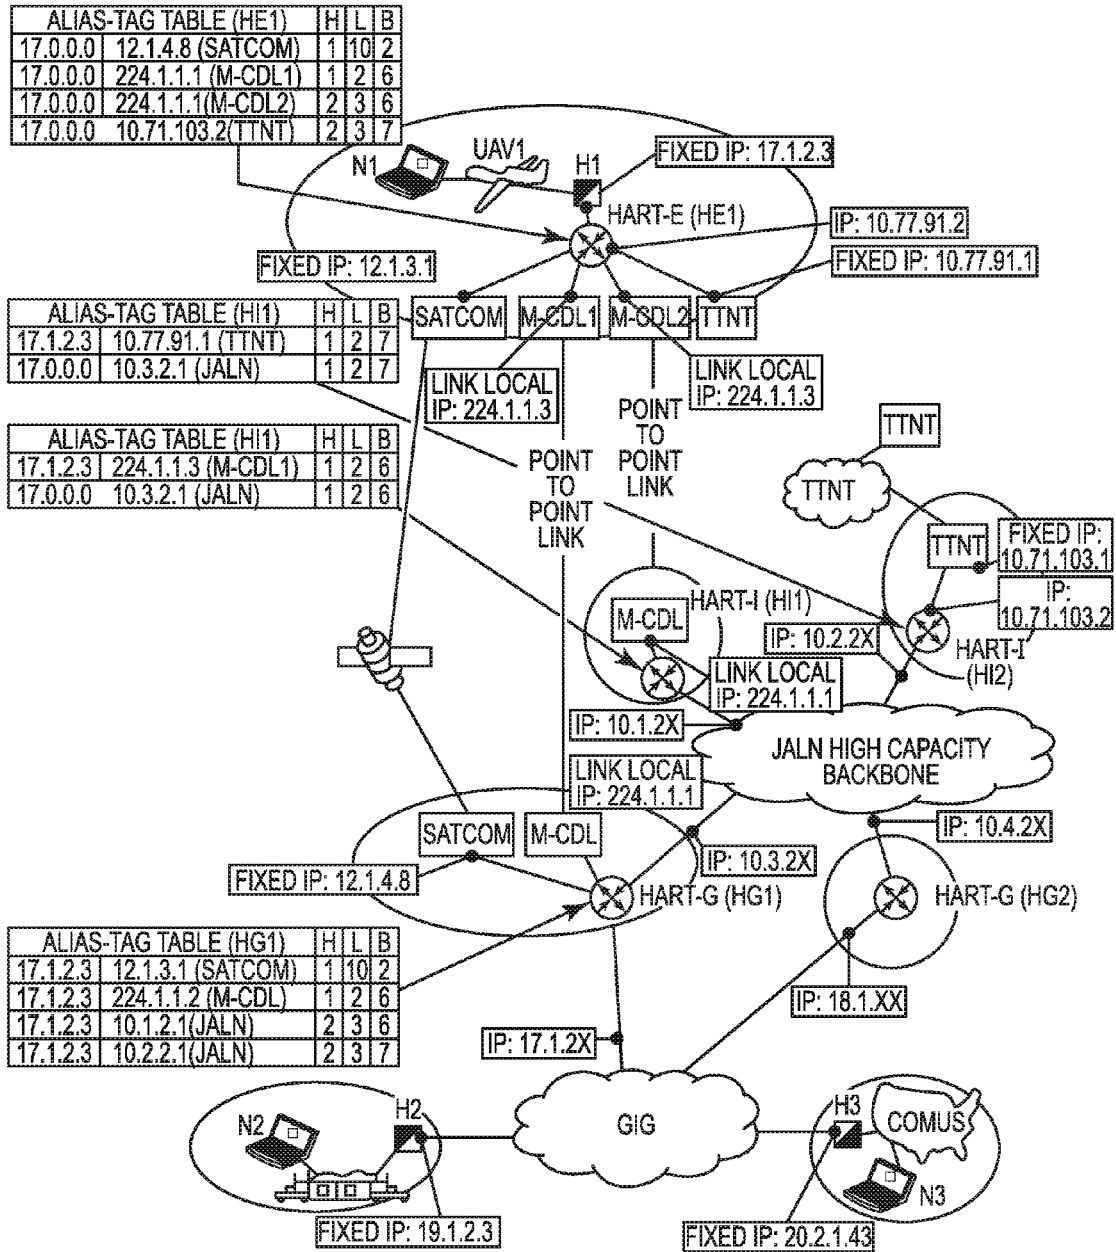 ALIAS-TAG TABLE (HE1) H L B
17.0.0.0 12.1.4.8 (SATCOM) 1 10 2
17.0.0.0 224.1.1.1 (M-CDL1) 1 2 6
17.0.0.0 224.1.1.1(M-CDL2) 2 3 6
17.0.0.0 10.71.103.2(TTNT) 2 3 7
N1
UAV1
H1
FIXED IP: 17.1.2.3
HART-E (HE1)
IP: 10.77.91.2
FIXED IP: 12.1.3.1
FIXED IP: 10.77.91.1
SATCOM
M-CDL1
M-CDL2
TTNT
ALIAS-TAG TABLE (HI1) H L B
17.1.2.3 10.77.91.1 (TTNT) 1 2 7
17.0.0.0 10.3.2.1 (JALN) 1 2 7
LINK LOCAL
IP: 224.1.1.3
LINK LOCAL
IP: 224.1.1.3
POINT
TO
POINT
LINK
POINT
TO
POINT
LINK
ALIAS-TAG TABLE (HI1) H L B
17.1.2.3 224.1.1.3 (M-CDL1) 1 2 6
17.0.0.0 10.3.2.1 (JALN) 1 2 6
TTNT
TTNT
TTNT
FIXED IP:
10.71.103.1
IP:
10.71.103.2
HART-I (HI1)
M-CDL
IP: 10.2.2X
HART-I
(HI2)
LINK LOCAL
IP: 224.1.1.1
IP: 10.1.2X
JALN HIGH CAPACITY
BACKBONE
LINK LOCAL
IP: 224.1.1.1
SATCOM
M-CDL
IP: 10.4.2X
IP: 10.3.2X
FIXED IP: 12.1.4.8
HART-G (HG1)
HART-G (HG2)
ALIAS-TAG TABLE (HG1) H L B
17.1.2.3 12.1.3.1 (SATCOM) 1 10 2
17.1.2.3 224.1.1.2 (M-CDL) 1 2 6
17.1.2.3 10.1.2.1(JALN) 2 3 6
17.1.2.3 10.2.2.1(JALN) 2 3 7
IP: 18.1.XX
IP: 17.1.2X
GIG
N2
H2
H3
COMUS
N3
FIXED IP: 19.1.2.3
FIXED IP: 20.2.1.43